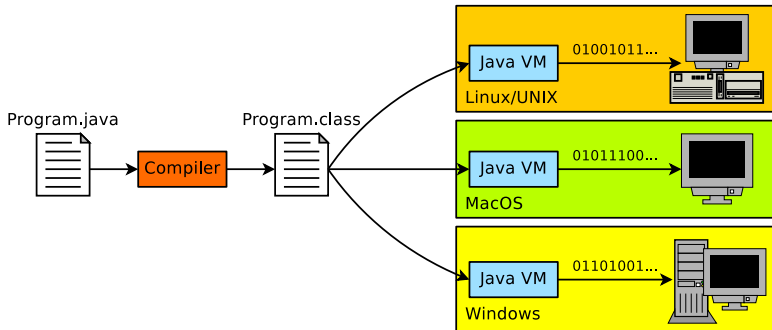 Program.java
Compiler
Program.class
Java VM
01001011...
Linux/UNIX
Java VM
01011100...
MacOS
Java VM
01101001...
Windows